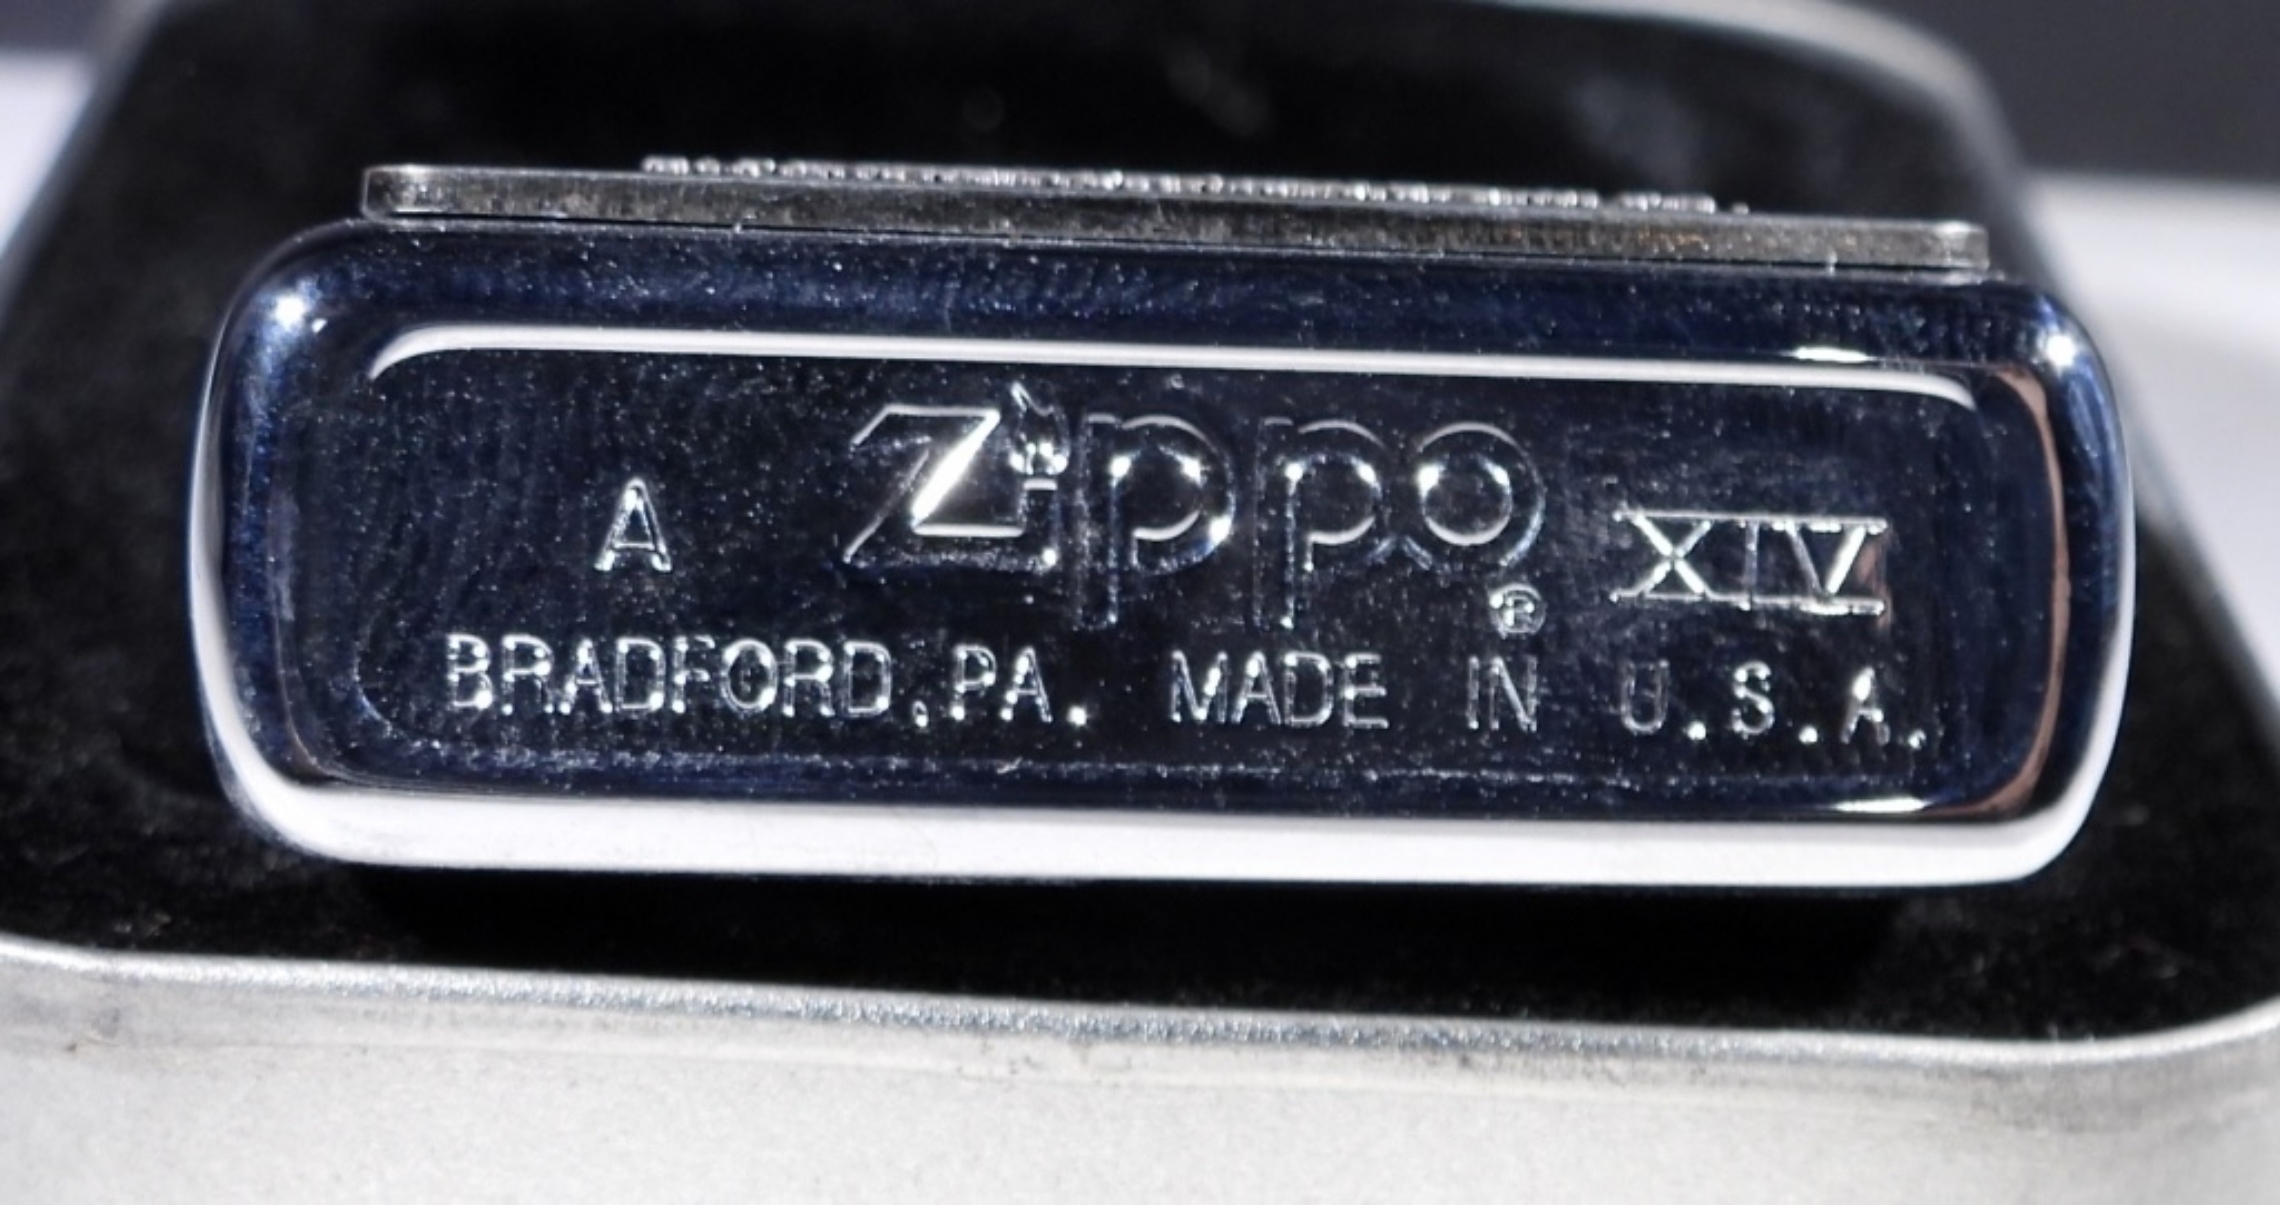 A Zippo® XIV
BRADFORD,PA. MADE IN U.S.A.